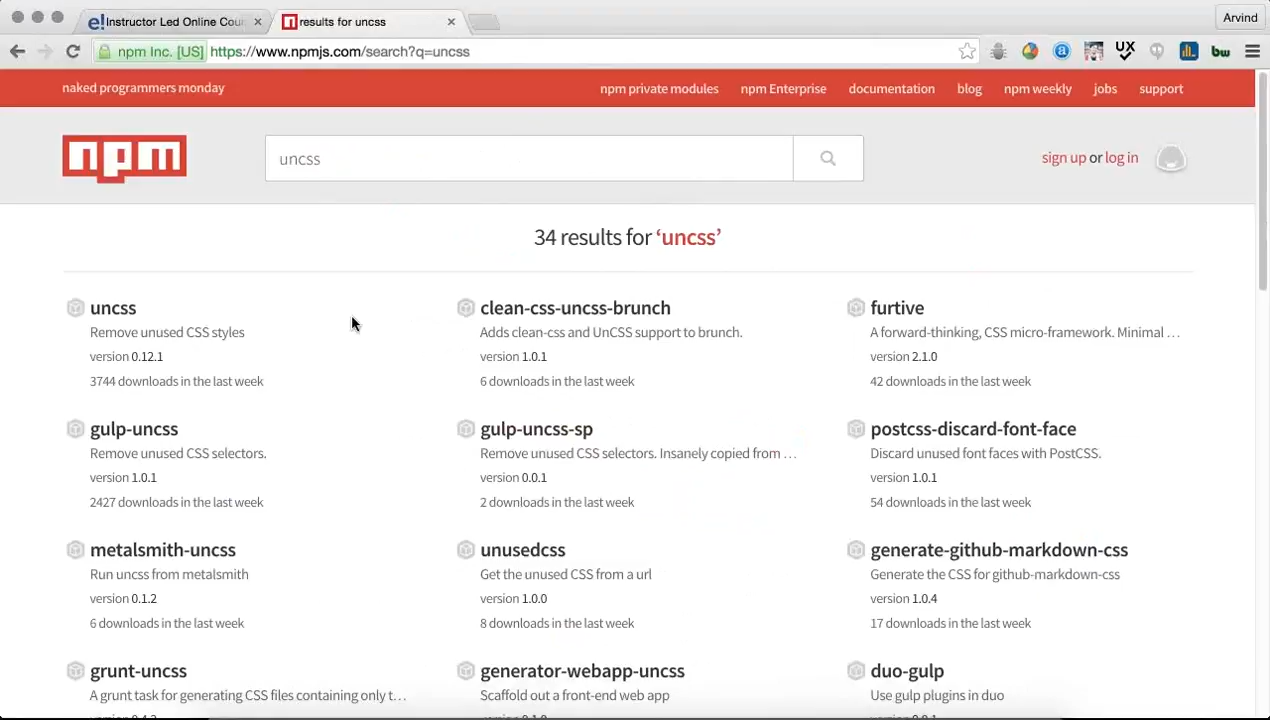 Instructor Led Online Cour
results for uncss
Arvind
npm Inc. [US] https://www.npmjs.com/search?q=uncss
UX
bw
naked programmers monday
npm private modules
npm Enterprise
documentation
blog
npm weekly
jobs
support
npm
uncss
sign up or log in
34 results for ‘uncss’
uncss
Remove unused CSS styles
version 0.12.1
3744 downloads in the last week
clean-css-uncss-brunch
Adds clean-css and UnCSS support to brunch.
version 1.0.1
6 downloads in the last week
furtive
A forward-thinking, CSS micro-framework. Minimal …
version 2.1.0
42 downloads in the last week
gulp-uncss
Remove unused CSS selectors.
version 1.0.1
2427 downloads in the last week
gulp-uncss-sp
Remove unused CSS selectors. Insanely copied from …
version 0.0.1
2 downloads in the last week
postcss-discard-font-face
Discard unused font faces with PostCSS.
version 1.0.1
54 downloads in the last week
metalsmith-uncss
Run uncss from metalsmith
version 0.1.2
6 downloads in the last week
unusedcss
Get the unused CSS from a url
version 1.0.0
8 downloads in the last week
generate-github-markdown-css
Generate the CSS for github-markdown-css
version 1.0.4
17 downloads in the last week
grunt-uncss
A grunt task for generating CSS files containing only t…
generator-webapp-uncss
Scaffold out a front-end web app
duo-gulp
Use gulp plugins in duo